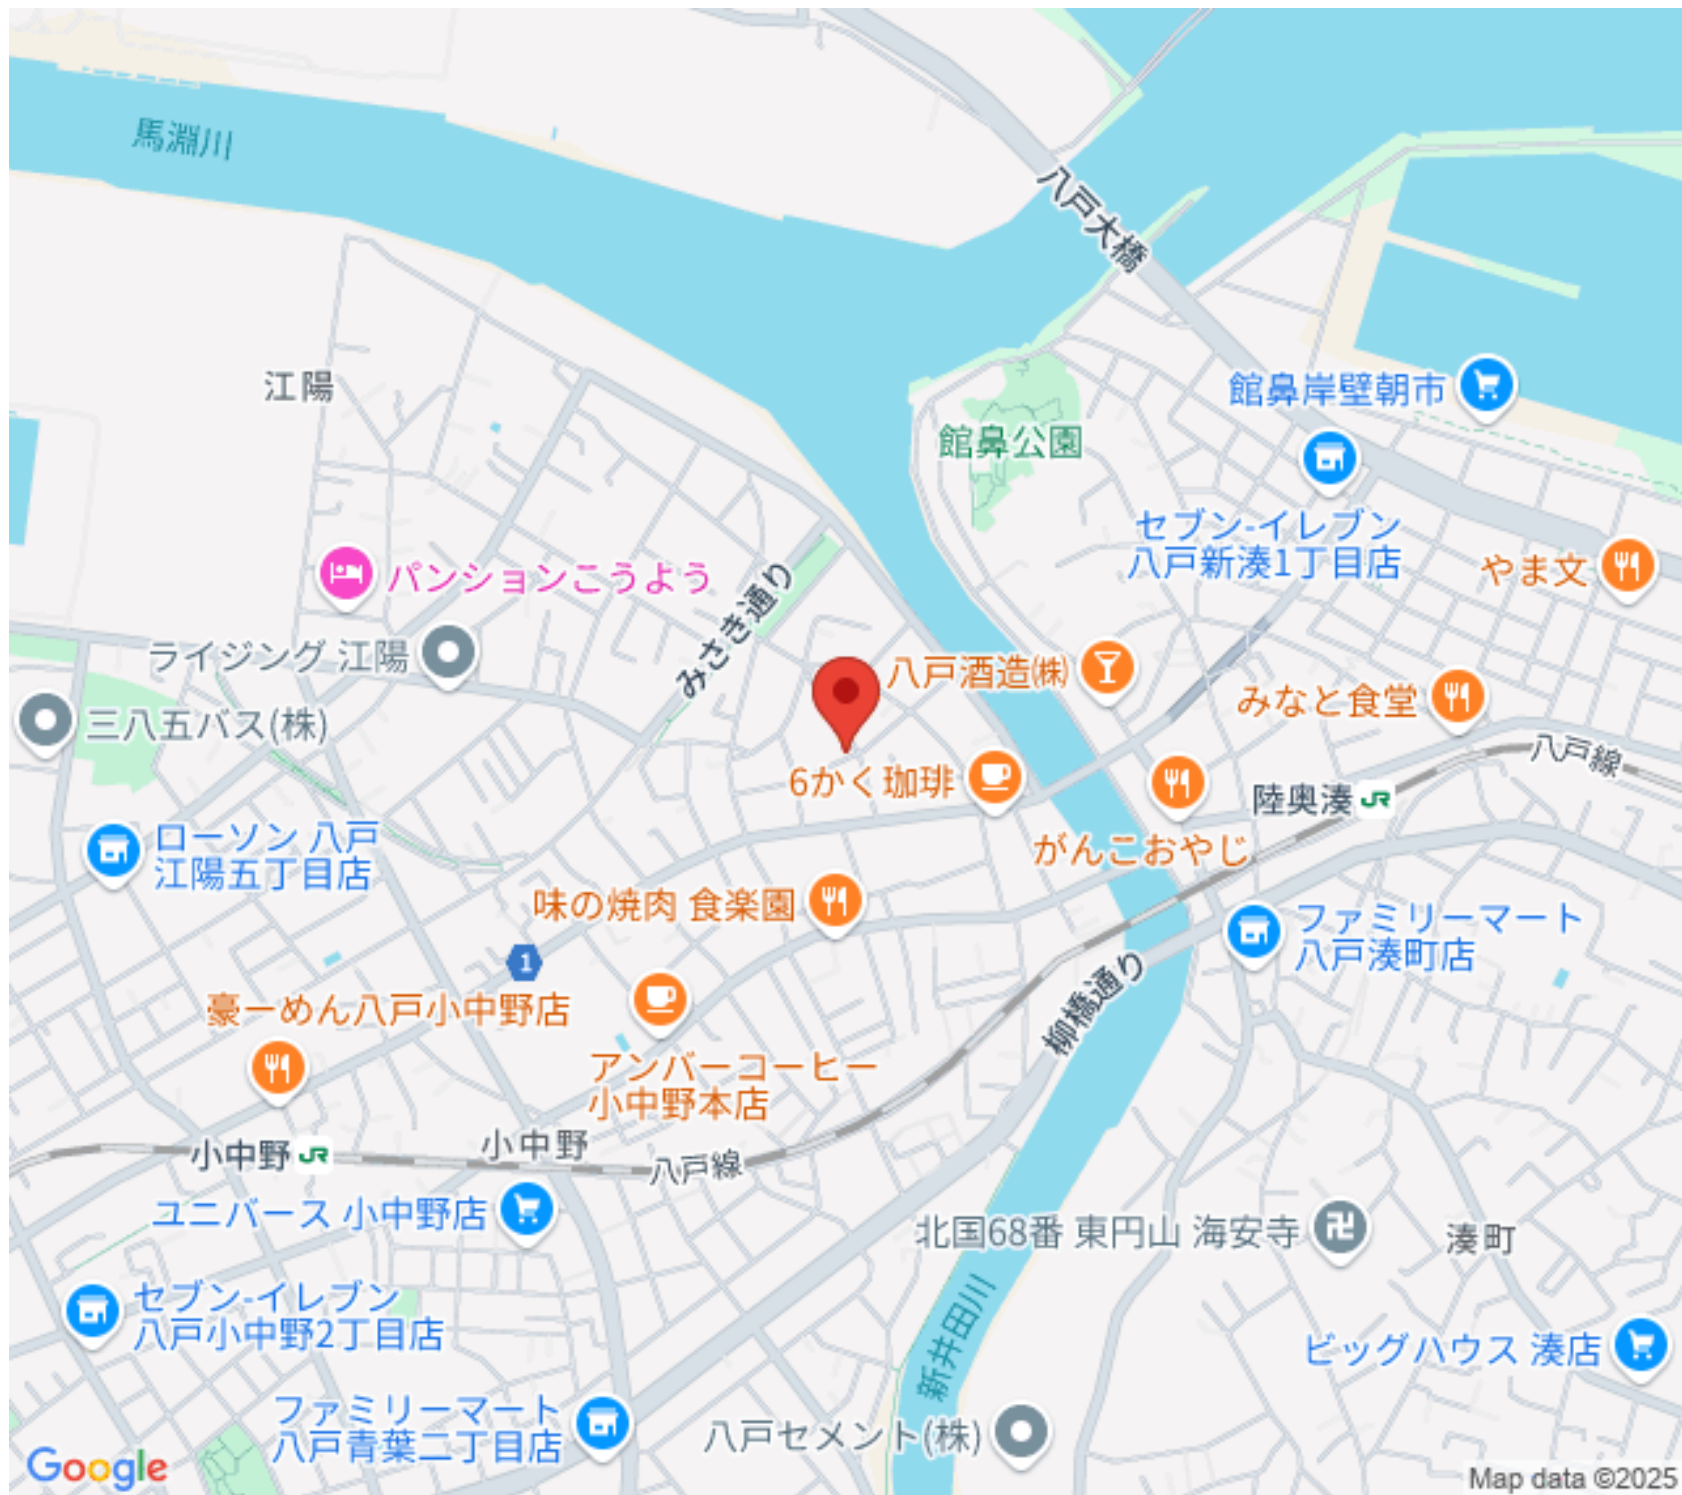 馬淵川
八戸大橋
江陽
館鼻岸壁朝市
館鼻公園
セブン-イレブン
八戸新湊1丁目店
やま文
パンションこうよう
みさき通り
ライジング 江陽
八戸酒造㈱
みなと食堂
三八五バス(株)
八戸線
6かく珈琲
陸奥湊 JR
ローソン 八戸
江陽五丁目店
がんこおやじ
味の焼肉 食楽園
ファミリーマート
八戸湊町店
1
豪ーめん八戸小中野店
柳橋通り
アンバーコーヒー
小中野本店
小中野 JR
小中野
八戸線
ユニバース 小中野店
北国68番 東円山 海安寺
卍
湊町
セブン-イレブン
八戸小中野2丁目店
新井田川
ビッグハウス 湊店
ファミリーマート
八戸青葉二丁目店
八戸セメント(株)
Google
Map data ©2025